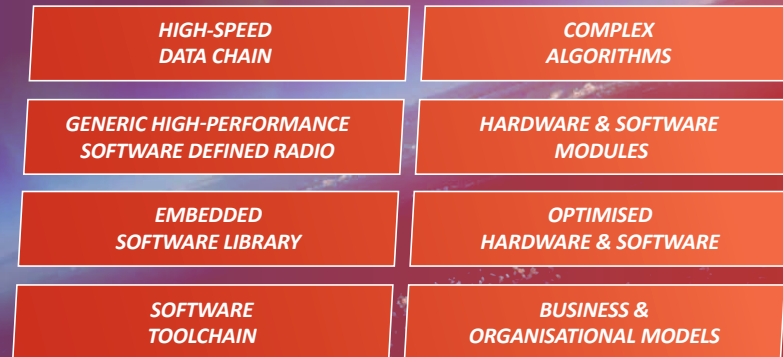 HIGH-SPEED
DATA CHAIN
COMPLEX
ALGORITHMS
GENERIC HIGH-PERFORMANCE
SOFTWARE DEFINED RADIO
HARDWARE & SOFTWARE
MODULES
EMBEDDED
SOFTWARE LIBRARY
OPTIMISED
HARDWARE & SOFTWARE
SOFTWARE
TOOLCHAIN
BUSINESS &
ORGANISATIONAL MODELS